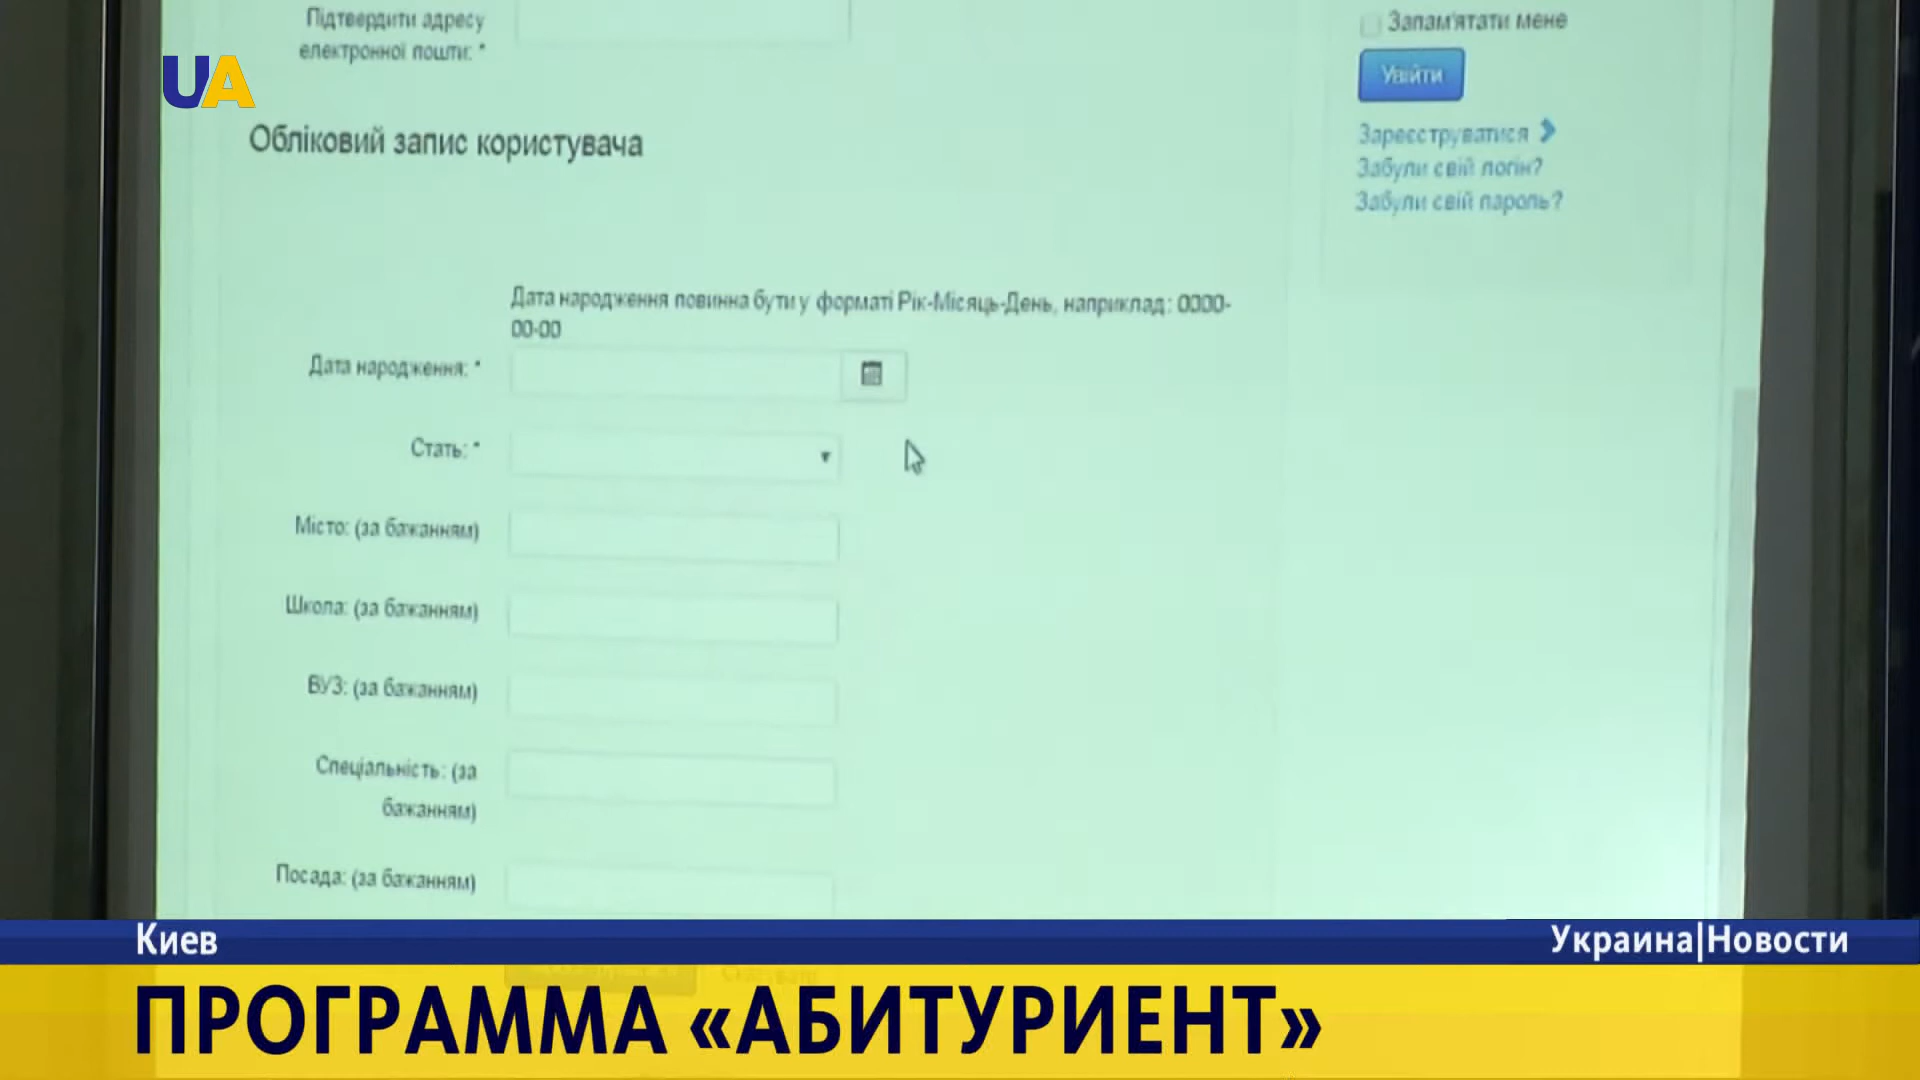 Підтвердити адресу
електронної пошти: *
Запам'ятати мене
UA
Увійти
Обліковий запис користувача
Зареєструватися
Забули свій логін?
Забули свій пароль?
Дата народження повинна бути у форматі Рік-Місяць-День, наприклад: 0000-
00-00
Дата народження: *
Стать: *
Місто: (за бажанням)
Школа: (за бажанням)
ВУЗ: (за бажанням)
Спеціальність: (за
бажанням)
Посада: (за бажанням)
Киев
Украина|Новости
ПРОГРАММА «АБИТУРИЕНТ»